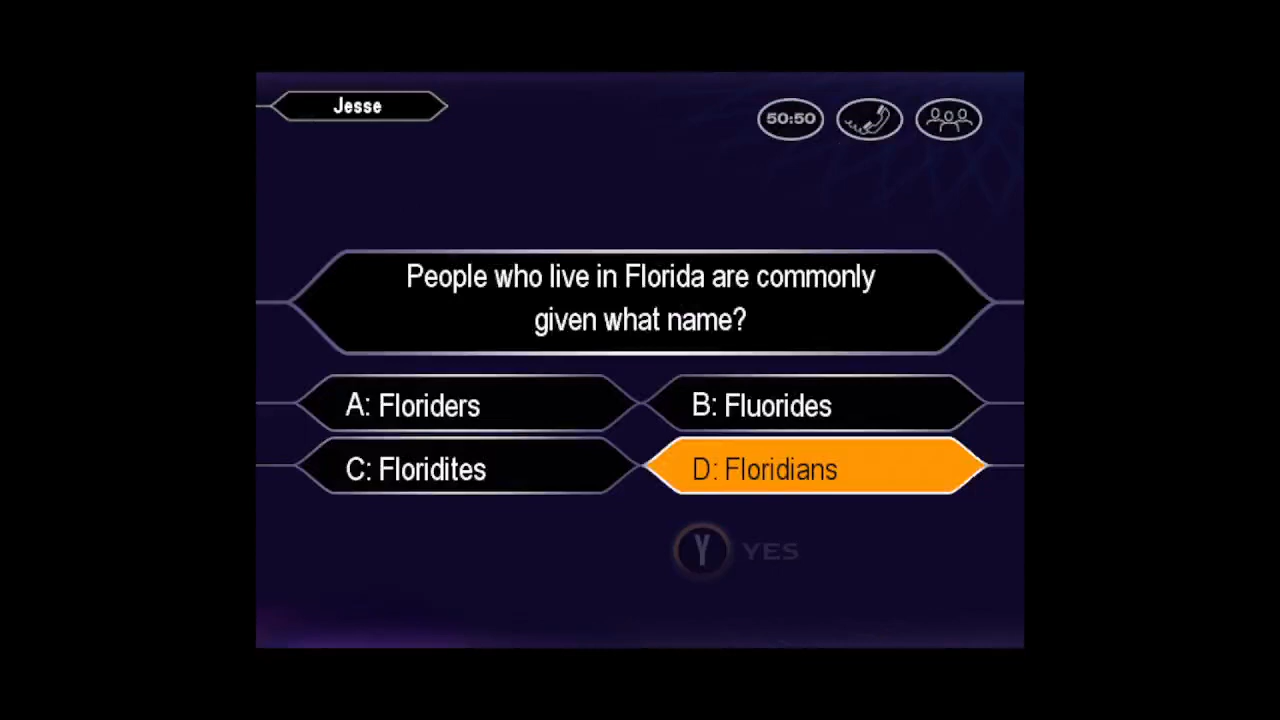 Jesse
50:50
People who live in Florida are commonly
given what name?
A: Floriders
B: Fluorides
C: Floridites
D: Floridians
Y YES